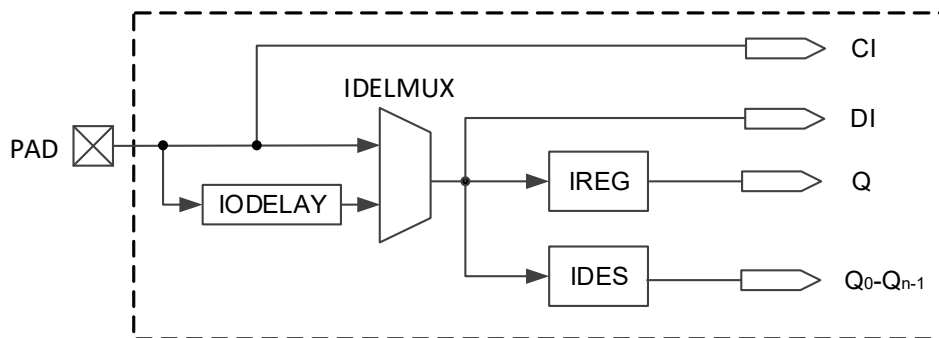 CI
IDELMUX
DI
PAD
IREG
Q
IODELAY
IDES
Q0-Qn-1